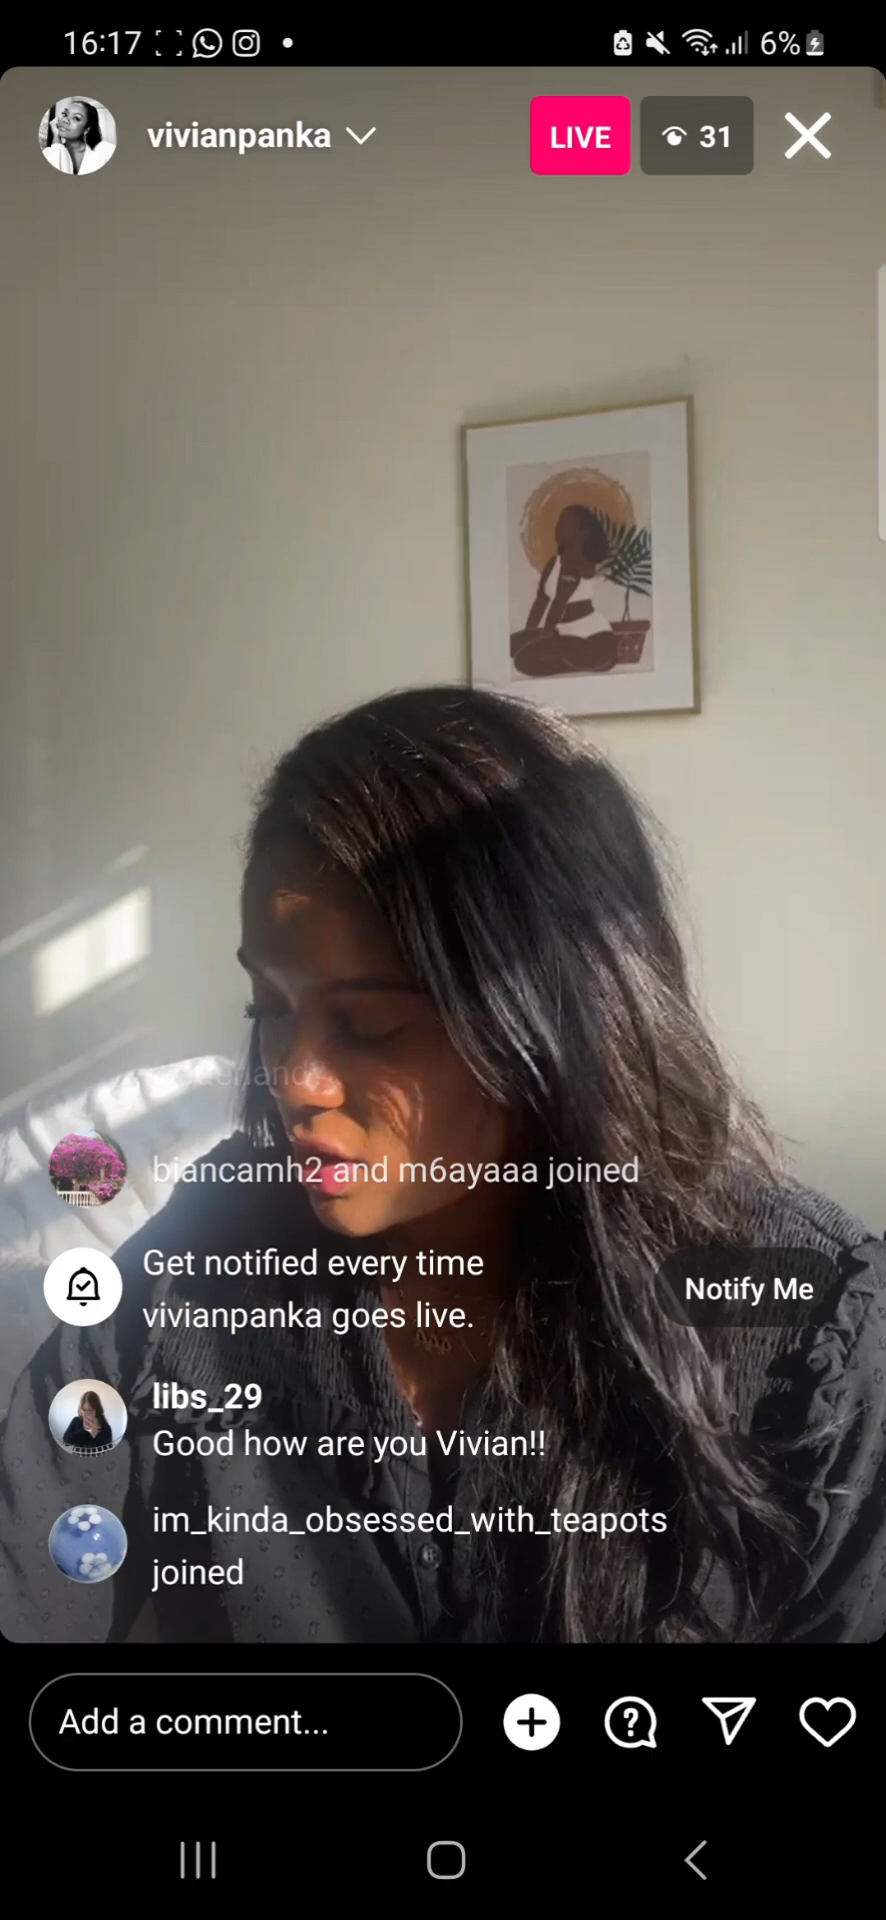 16:17
6%
vivianpanka
LIVE
31
biancamh2 and m6ayaaa joined
Get notified every time
vivianpanka goes live.
Notify Me
libs_29
Good how are you Vivian!!
im_kinda_obsessed_with_teapots
joined
Add a comment...